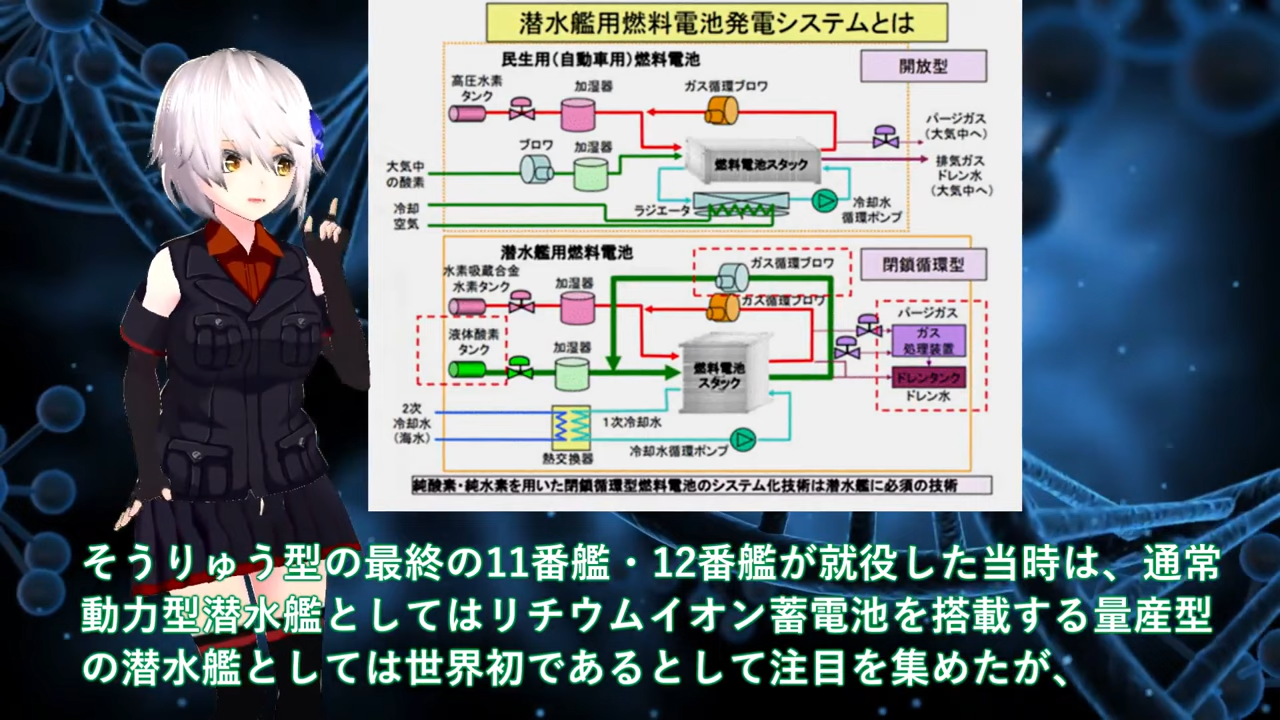 潜水艦用燃料電池発電システムとは
民生用(自動車用)燃料電池
開放型
高圧水素
タンク
加湿器
ガス循環ブロワ
パージガス
(大気中へ)
ブロワ
加湿器
大気中
の酸素
燃料電池スタック
排気ガス
ドレン水
(大気中へ)
冷却
空気
ラジエータ
冷却水
循環ポンプ
潜水艦用燃料電池
閉鎖循環型
水素吸蔵合金
水素タンク
加湿器
ガス循環ブロワ
ガス循環ブロワ
パージガス
ガス
処理装置
液体酸素
タンク
加湿器
燃料電池
スタック
ドレンタンク
ドレン水
2次
冷却水
(海水)
1次冷却水
熱交換器
冷却水循環ポンプ
純酸素・純水素を用いた閉鎖循環型燃料電池のシステム化技術は潜水艦に必須の技術
そうりゅう型の最終の11番艦・12番艦が就役した当時は、通常
動力型潜水艦としてはリチウムイオン蓄電池を搭載する量産型
の潜水艦としては世界初であるとして注目を集めたが、